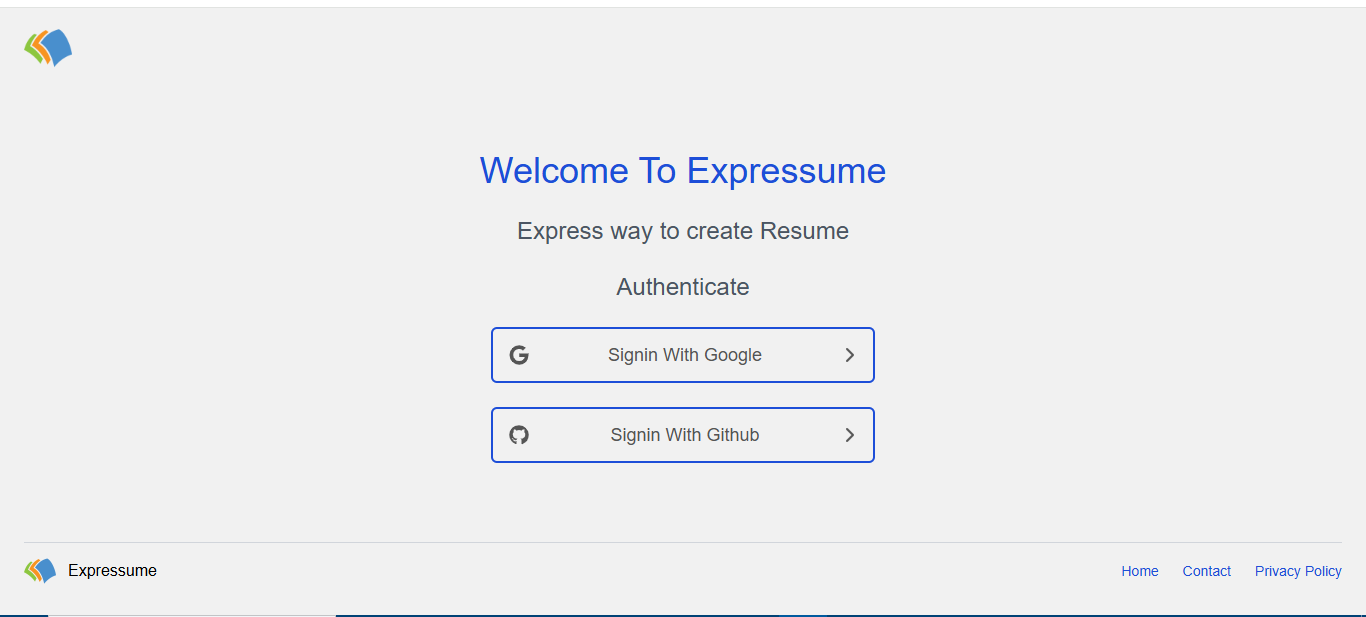 Welcome To Expressume
Express way to create Resume
Authenticate
Signin With Google
Signin With Github
Expressume
Home Contact Privacy Policy